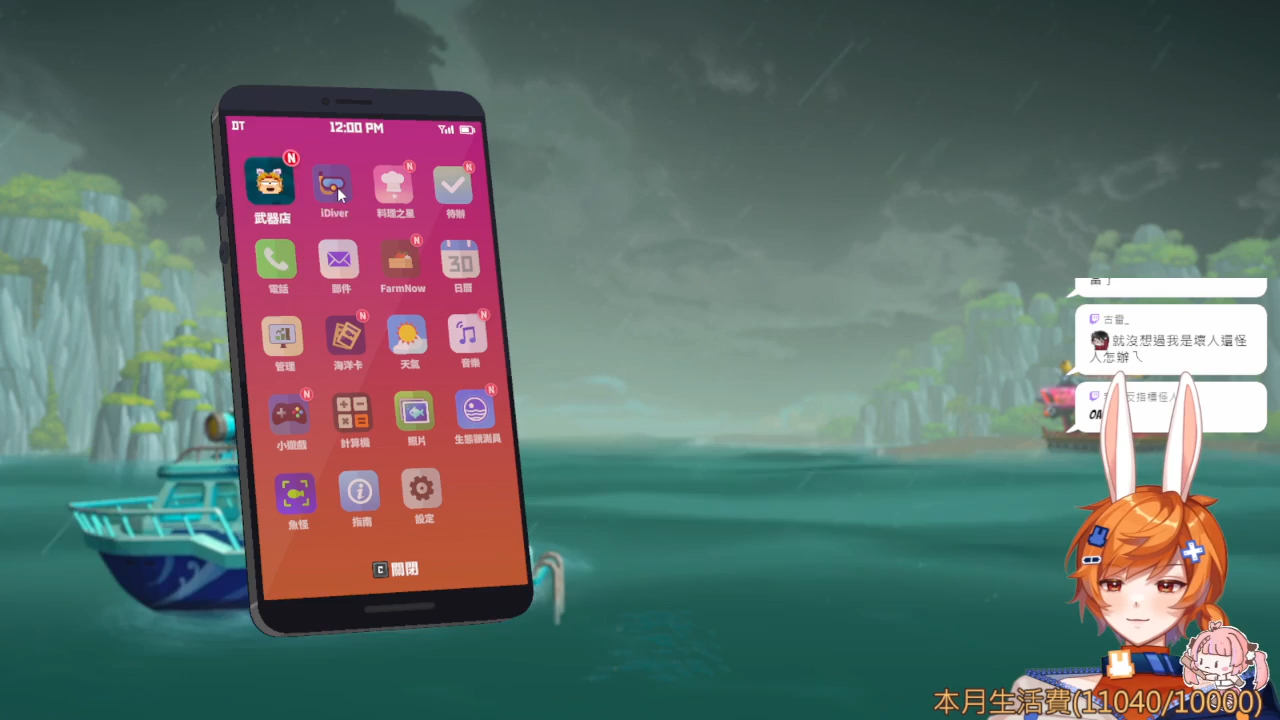 DT
12:00 PM
N
N
N
武器店
iDiver
料理之星
待辦
N
30
電話
郵件
FarmNow
日曆
N
N
管理
海洋卡
天氣
音樂
N
N
小遊戲
計算機
照片
生態觀測員
魚怪
指南
設定
C 關閉
古靈_
就沒想過我是壞人這怪
人怎辦ㄟ
本月生活費(11040/10000)